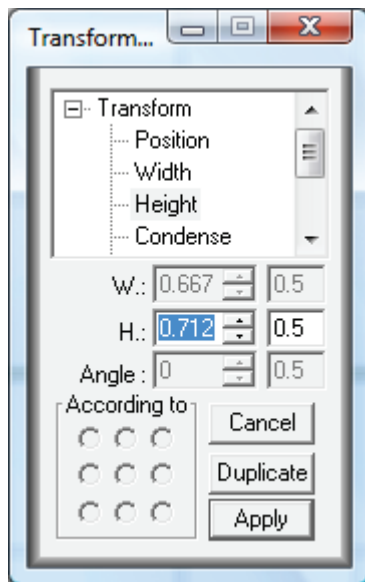 Transform...
Transform
Position
Width
Height
Condense
W.: 0.667 0.5
H.: 0.712 0.5
Angle : 0 0.5
According to
Cancel
Duplicate
Apply